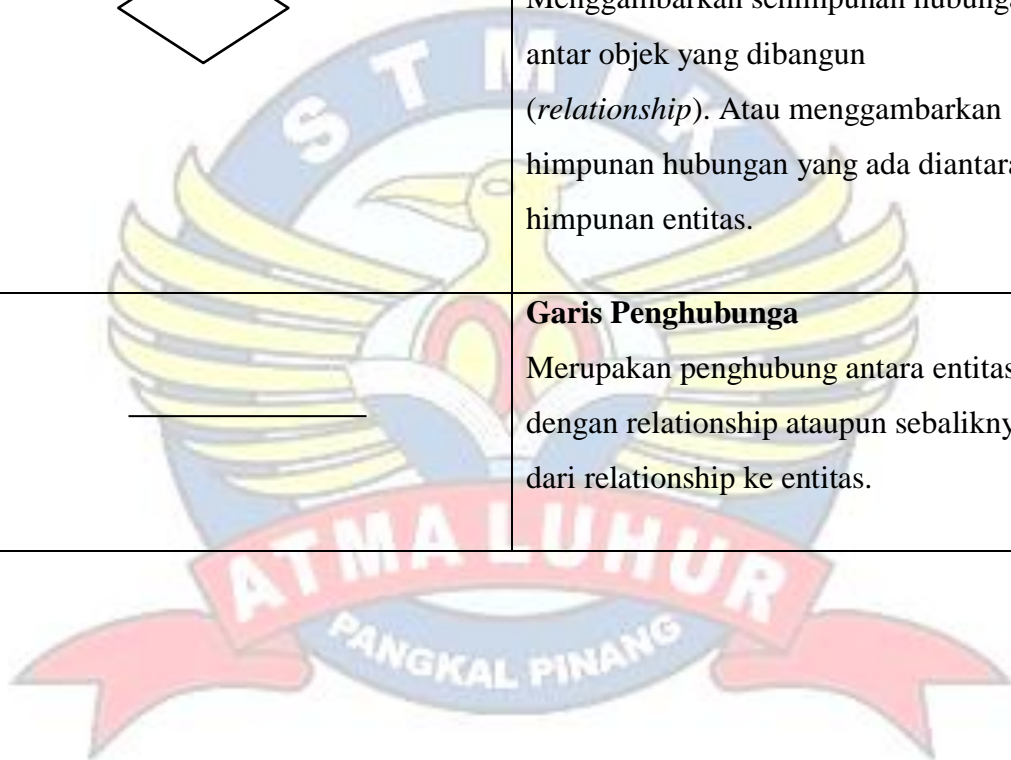 Menggambarkan sehimpunan hubunga
antar objek yang dibangun
(relationship). Atau menggambarkan
himpunan hubungan yang ada diantara
himpunan entitas.
Garis Penghubunga
Merupakan penghubung antara entitas
dengan relationship ataupun sebalikny
dari relationship ke entitas.
STMIK
ATMA LUHUR
PANGKAL PINANG